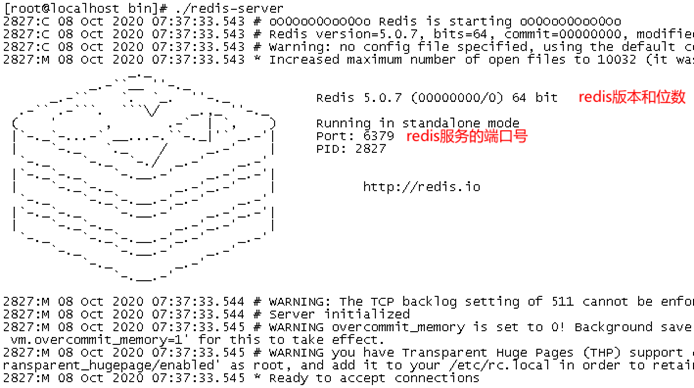 [root@localhost bin]# ./redis-server
2827:C 08 Oct 2020 07:37:33.543 # oO0OoO0OoO0Oo Redis is starting oO0OoO0OoO0Oo
2827:C 08 Oct 2020 07:37:33.543 # Redis version=5.0.7, bits=64, commit=00000000, modified
2827:C 08 Oct 2020 07:37:33.543 # Warning: no config file specified, using the default co
2827:M 08 Oct 2020 07:37:33.543 * Increased maximum number of open files to 10032 (it was
Redis 5.0.7 (00000000/0) 64 bit redis版本和位数
Running in standalone mode
Port: 6379 redis服务的端口号
PID: 2827
http://redis.io
2827:M 08 Oct 2020 07:37:33.544 # WARNING: The TCP backlog setting of 511 cannot be enfo
2827:M 08 Oct 2020 07:37:33.544 # Server initialized
2827:M 08 Oct 2020 07:37:33.545 # WARNING overcommit_memory is set to 0! Background save
vm.overcommit_memory=1' for this to take effect.
2827:M 08 Oct 2020 07:37:33.545 # WARNING you have Transparent Huge Pages (THP) support
ransparent_hugepage/enabled' as root, and add it to your /etc/rc.local in order to retai
2827:M 08 Oct 2020 07:37:33.545 * Ready to accept connections